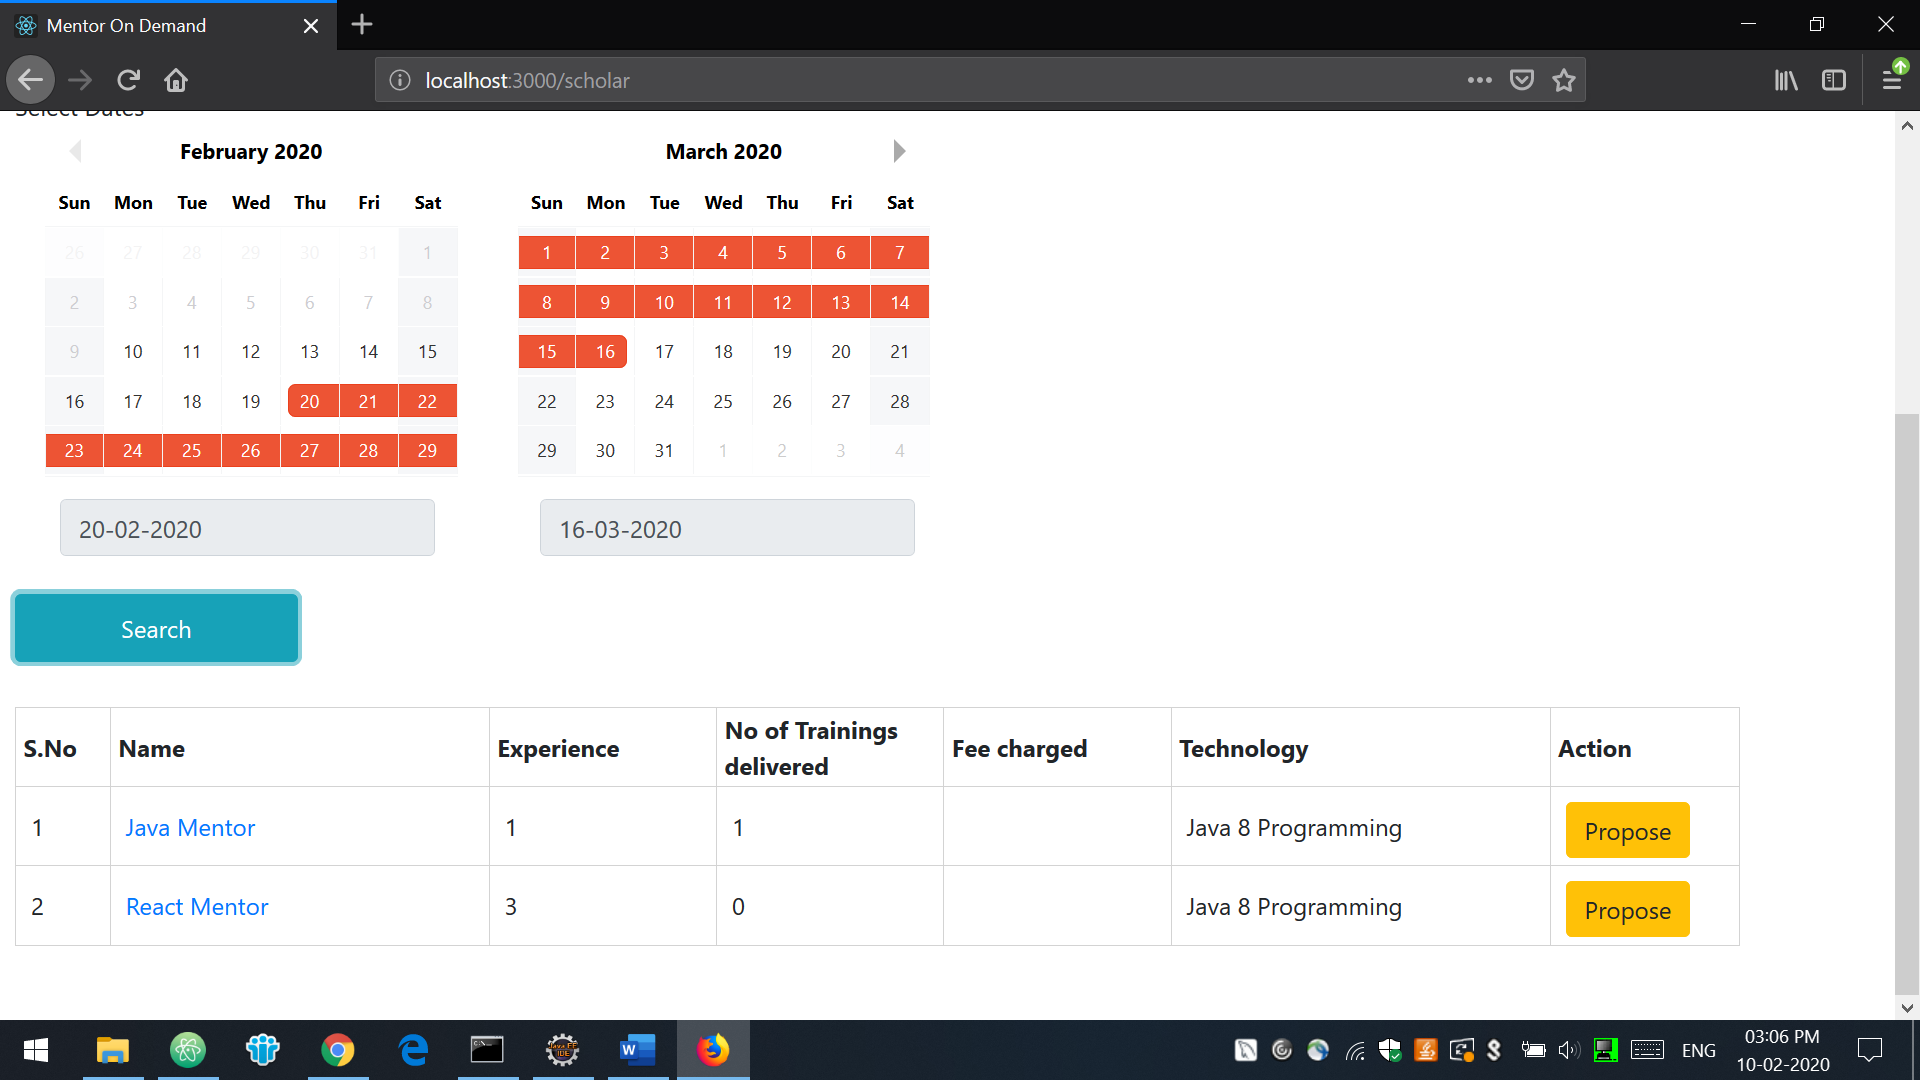 Mentor On Demand
localhost:3000/scholar
Select Dates
February 2020
Sun Mon Tue Wed Thu Fri Sat
26 27 28 29 30 31 1
2 3 4 5 6 7 8
9 10 11 12 13 14 15
16 17 18 19 20 21 22
23 24 25 26 27 28 29
March 2020
Sun Mon Tue Wed Thu Fri Sat
1 2 3 4 5 6 7
8 9 10 11 12 13 14
15 16 17 18 19 20 21
22 23 24 25 26 27 28
29 30 31 1 2 3 4
20-02-2020
16-03-2020
Search
S.No Name Experience No of Trainings delivered Fee charged Technology Action
1 Java Mentor 1 1 Java 8 Programming Propose
2 React Mentor 3 0 Java 8 Programming Propose
ENG
03:06 PM
10-02-2020